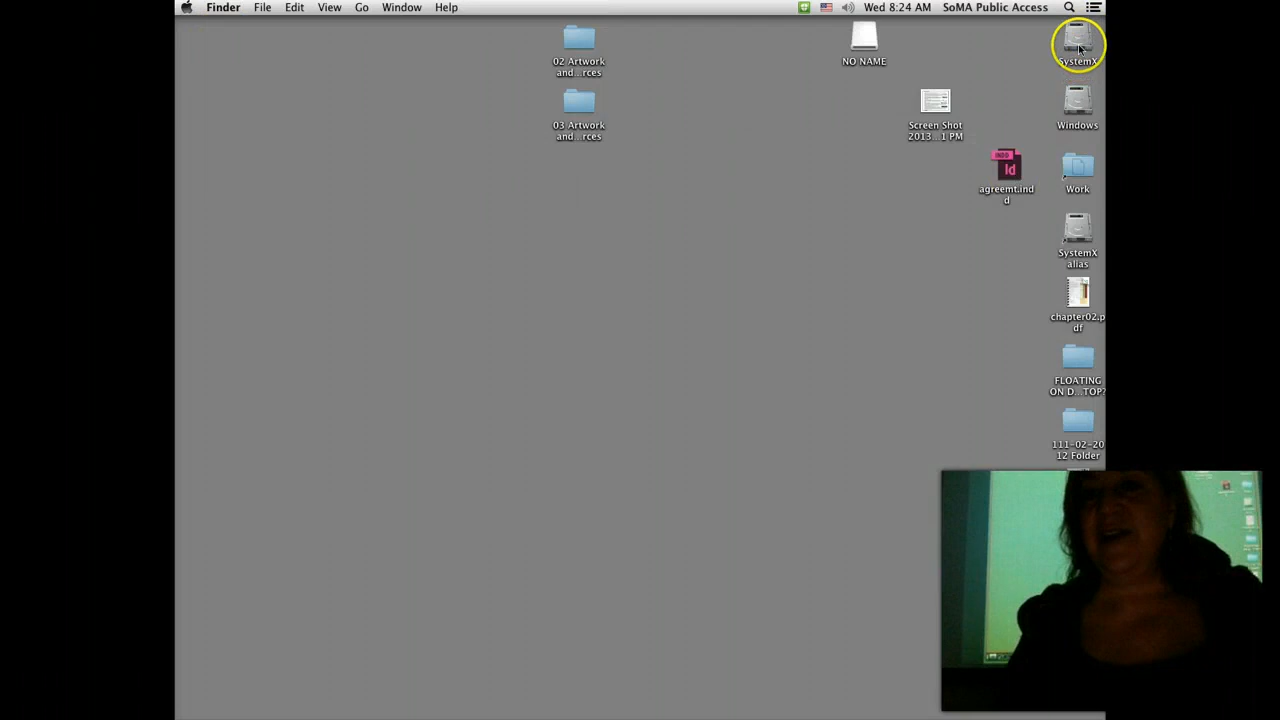 Finder File Edit View Go Window Help Wed 8:24 AM SoMA Public Access
02 Artwork
and...rces
03 Artwork
and...rces
NO NAME
Screen Shot
2013...1 PM
INDD
Id
agreemt.ind
d
SystemX
Windows
Work
SystemX
alias
chapter02.p
df
FLOATING
ON D...TOP?
111-02-20
12 Folder